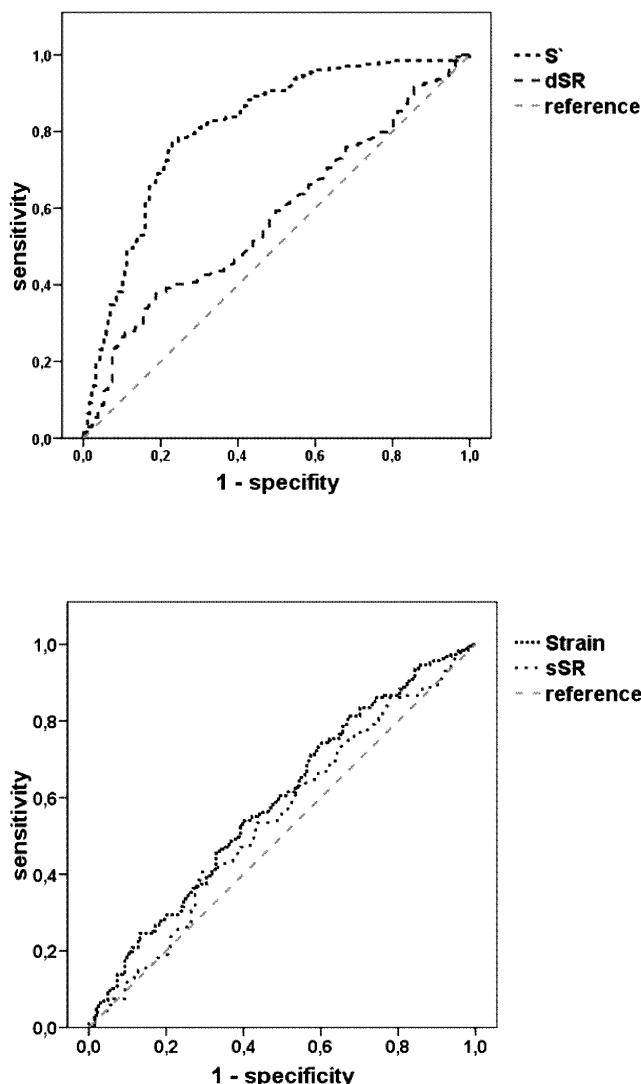 1,0
0,8
0,6
0,4
0,2
0,0
sensitivity
0,0 0,2 0,4 0,6 0,8 1,0
1 - specifity
S`
dSR
reference
1,0
0,8
0,6
0,4
0,2
0,0
sensitivity
0,0 0,2 0,4 0,6 0,8 1,0
1 - specificity
Strain
sSR
reference